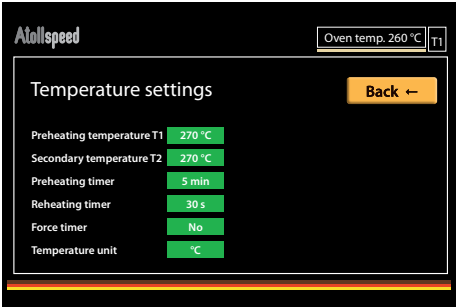 Atollspeed
Oven temp. 260 °C T1
Temperature settings
Back ←
Preheating temperature T1 270 °C
Secondary temperature T2 270 °C
Preheating timer 5 min
Reheating timer 30 s
Force timer No
Temperature unit °C